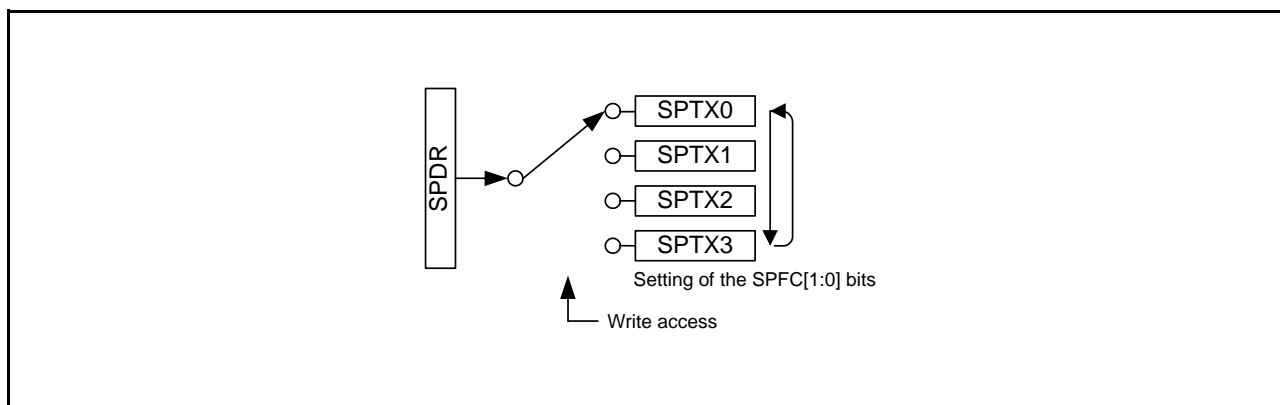 SPDR
SPTX0
SPTX1
SPTX2
SPTX3
Setting of the SPFC[1:0] bits
Write access